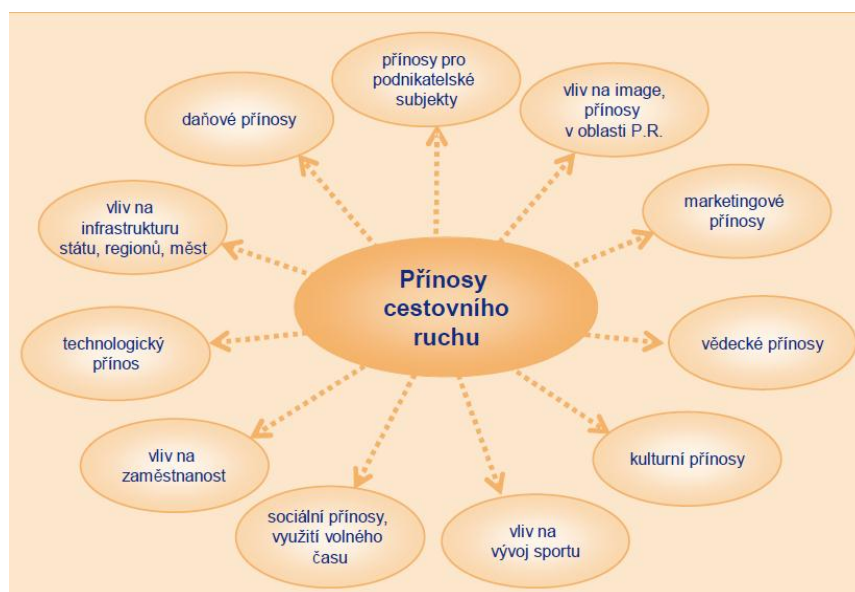 přínosy pro
podnikatelské
subjekty
vliv na image,
přínosy
v oblasti P.R.
daňové přínosy
marketingové
přínosy
vliv na
infrastrukturu
státu, regionů, měst
Přínosy
cestovního
ruchu
technologický
přínos
vědecké přínosy
vliv na
zaměstnanost
kulturní přínosy
sociální přínosy,
využití volného
času
vliv na
vývoj sportu